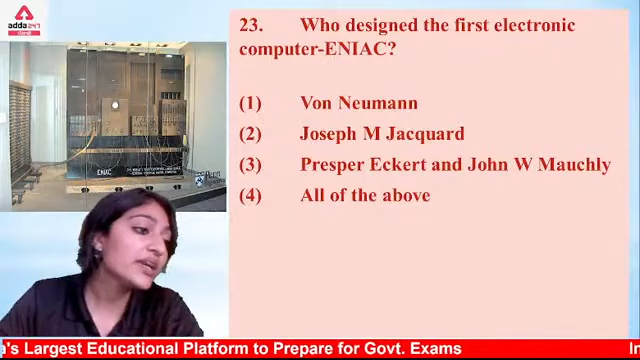 adda247
ਪੰਜਾਬੀ
23. Who designed the first electronic
computer-ENIAC?
(1) Von Neumann
(2) Joseph M Jacquard
(3) Presper Eckert and John W Mauchly
(4) All of the above
ENIAC
a's Largest Educational Platform to Prepare for Govt. Exams
In